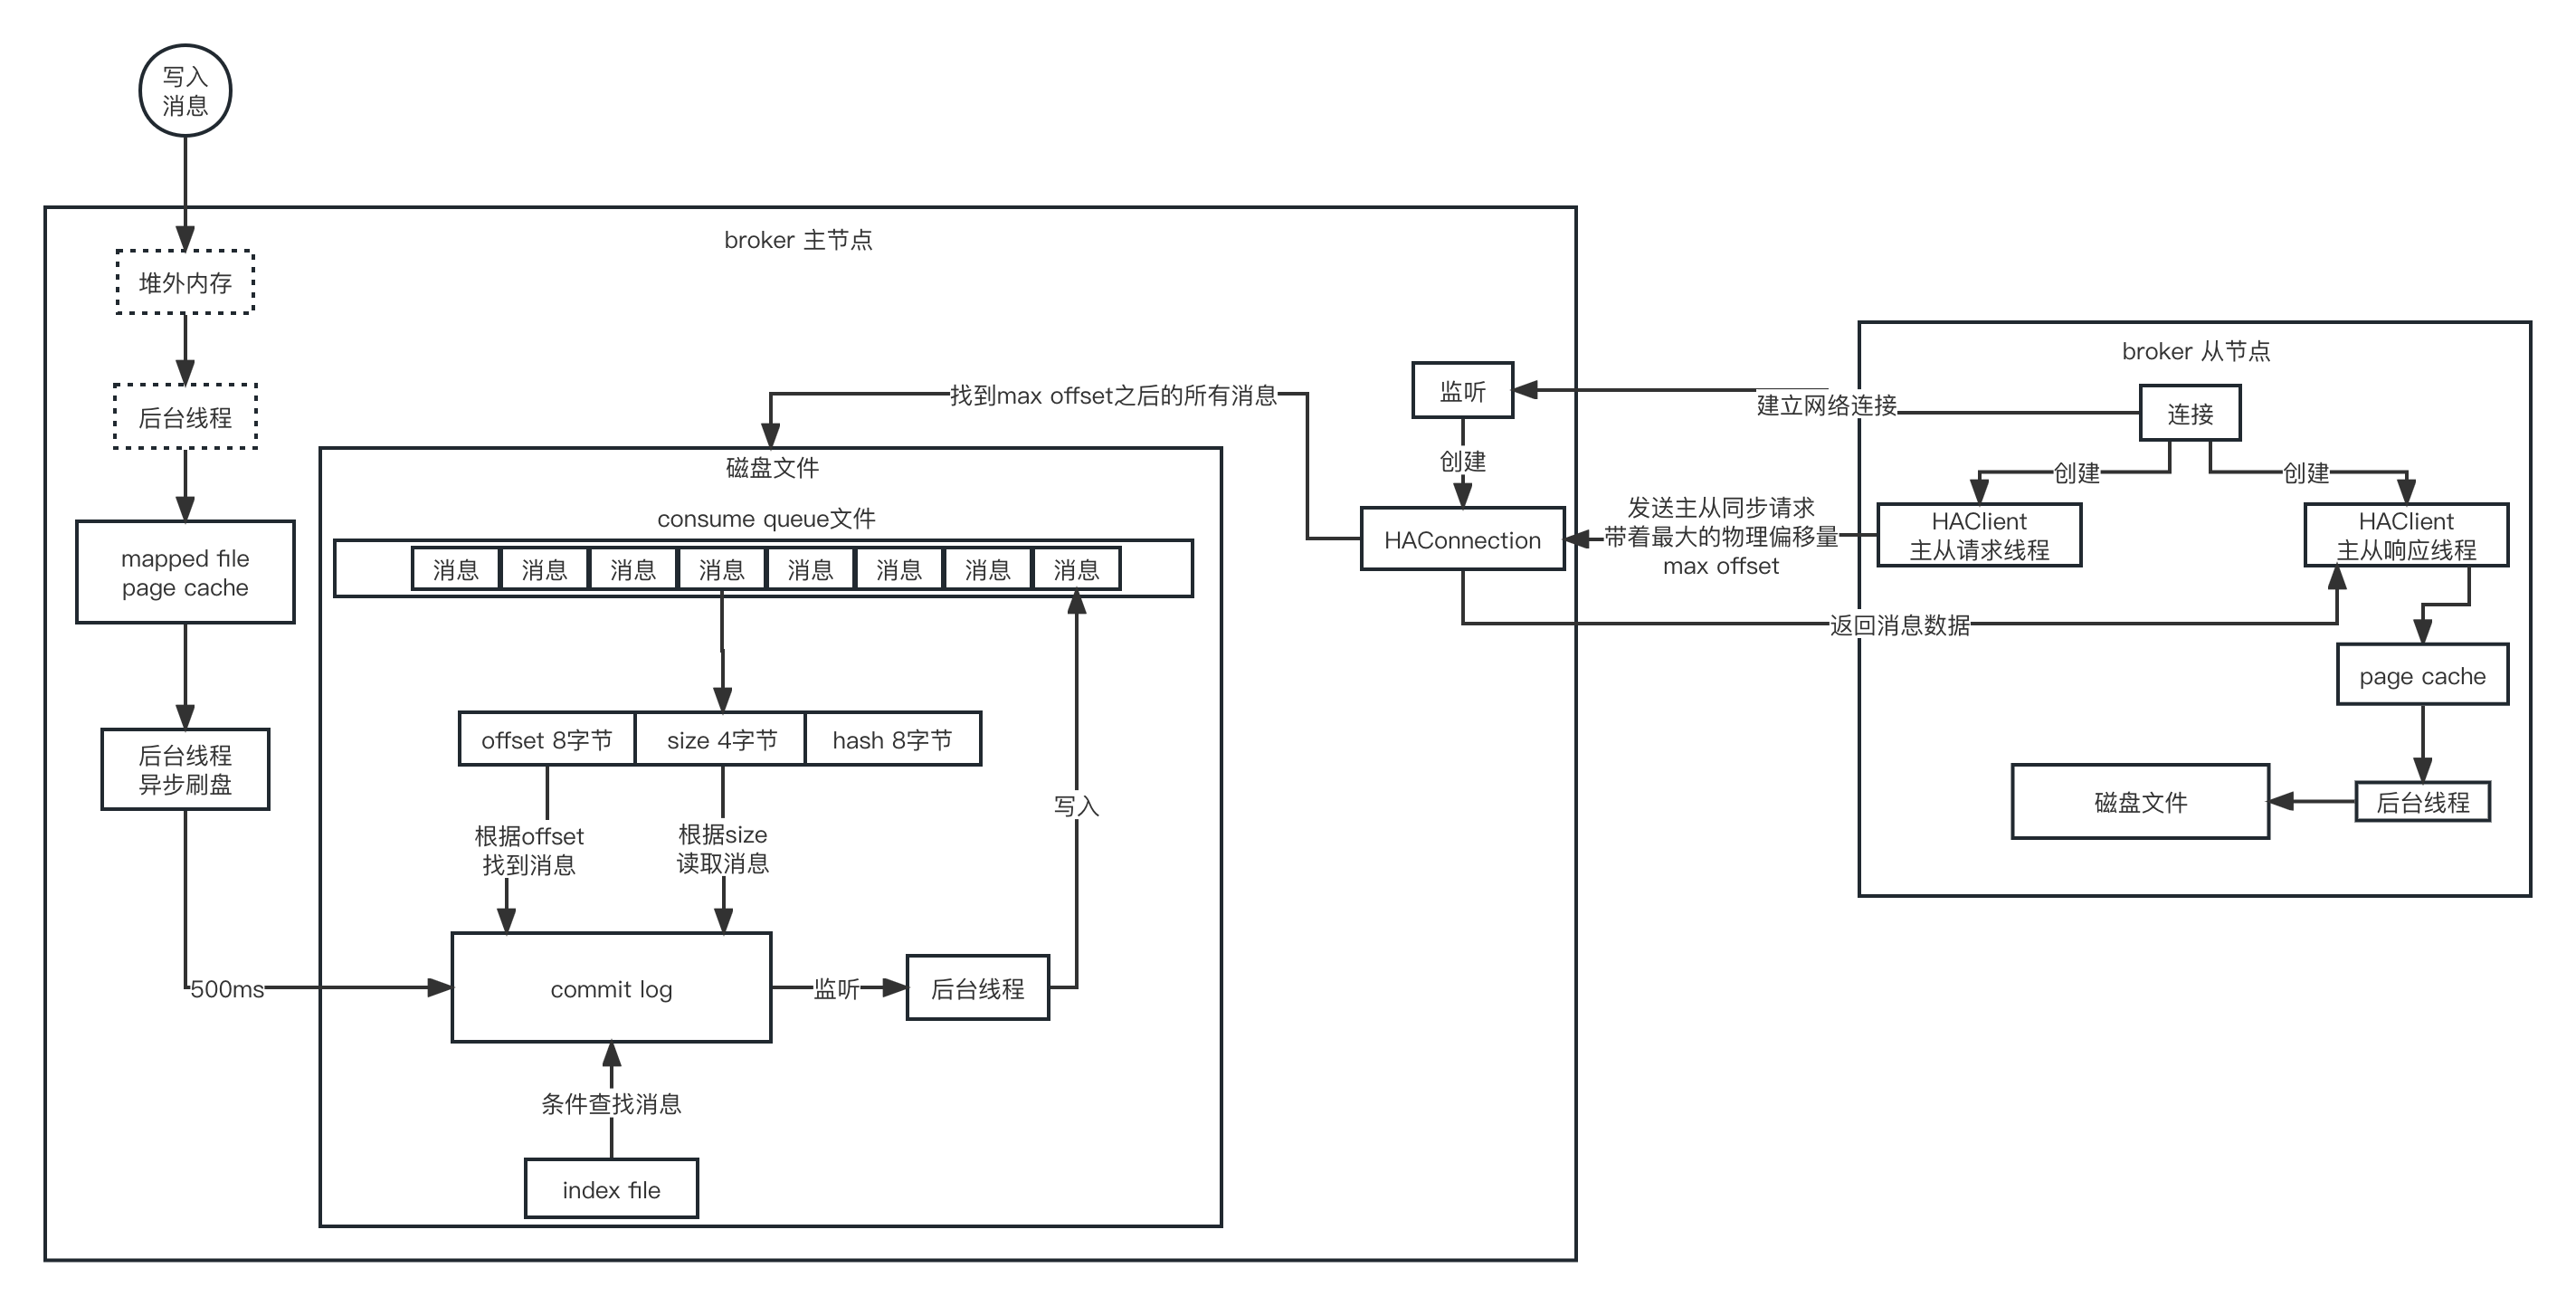 写入
消息
broker 主节点
堆外内存
后台线程
mapped file
page cache
后台线程
异步刷盘
500ms
找到max offset之后的所有消息
磁盘文件
consume queue文件
消息 消息 消息 消息 消息 消息 消息 消息
offset 8字节 size 4字节 hash 8字节
根据offset
找到消息
根据size
读取消息
写入
commit log
监听
后台线程
条件查找消息
index file
监听
创建
HAConnection
建立网络连接
发送主从同步请求
带着最大的物理偏移量
max offset
返回消息数据
broker 从节点
连接
创建
创建
HAClient
主从请求线程
HAClient
主从响应线程
page cache
后台线程
磁盘文件